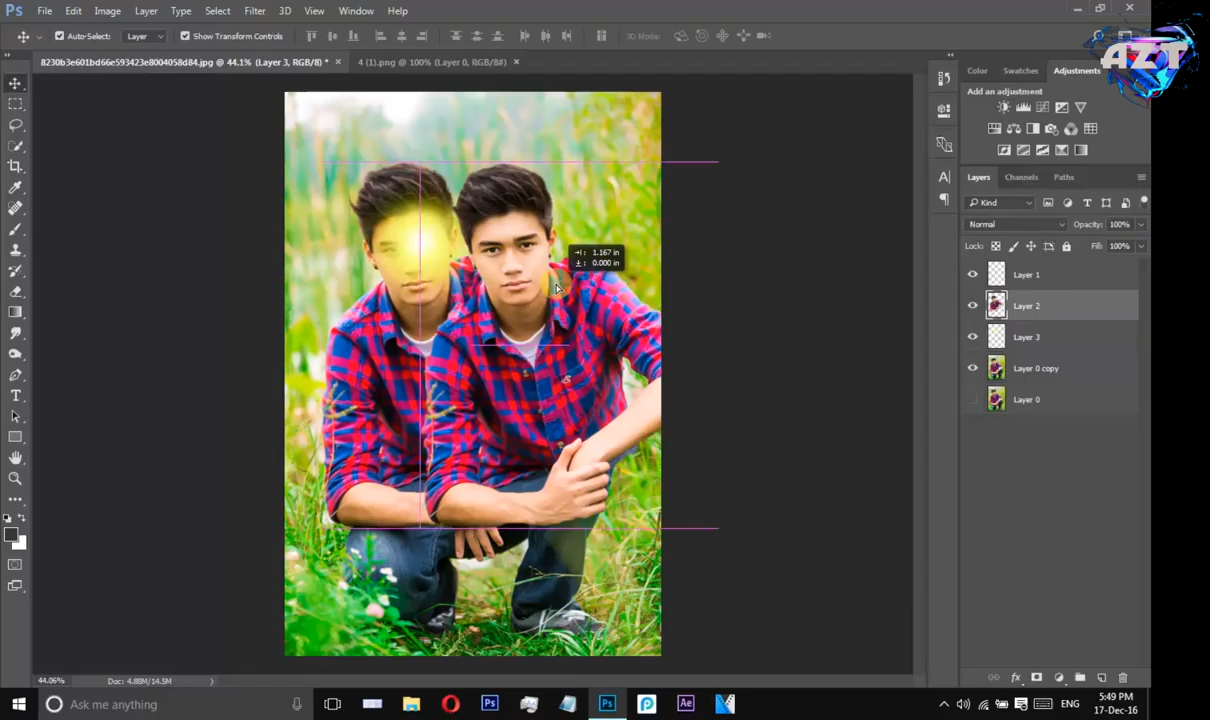 Ps File Edit Image Layer Type Select Filter 3D View Window Help
Auto-Select: Layer Show Transform Controls 3D Mode:
AZT
8230b3e601bd66e593423e8004058d84.jpg @ 44.1% (Layer 3, RGB/8) * × 4 (1).png @ 100% (Layer 0, RGB/8#) ×
Color Swatches Adjustments
Add an adjustment
Layers Channels Paths
Kind
Normal Opacity: 100%
Lock: Fill: 100%
1.167 in
0.000 in
Layer 1
Layer 2
Layer 3
Layer 0 copy
Layer 0
44.06% Doc: 4.88M/14.5M
fx
Ask me anything
Ps Ps Ae
ENG
5:49 PM
17-Dec-16